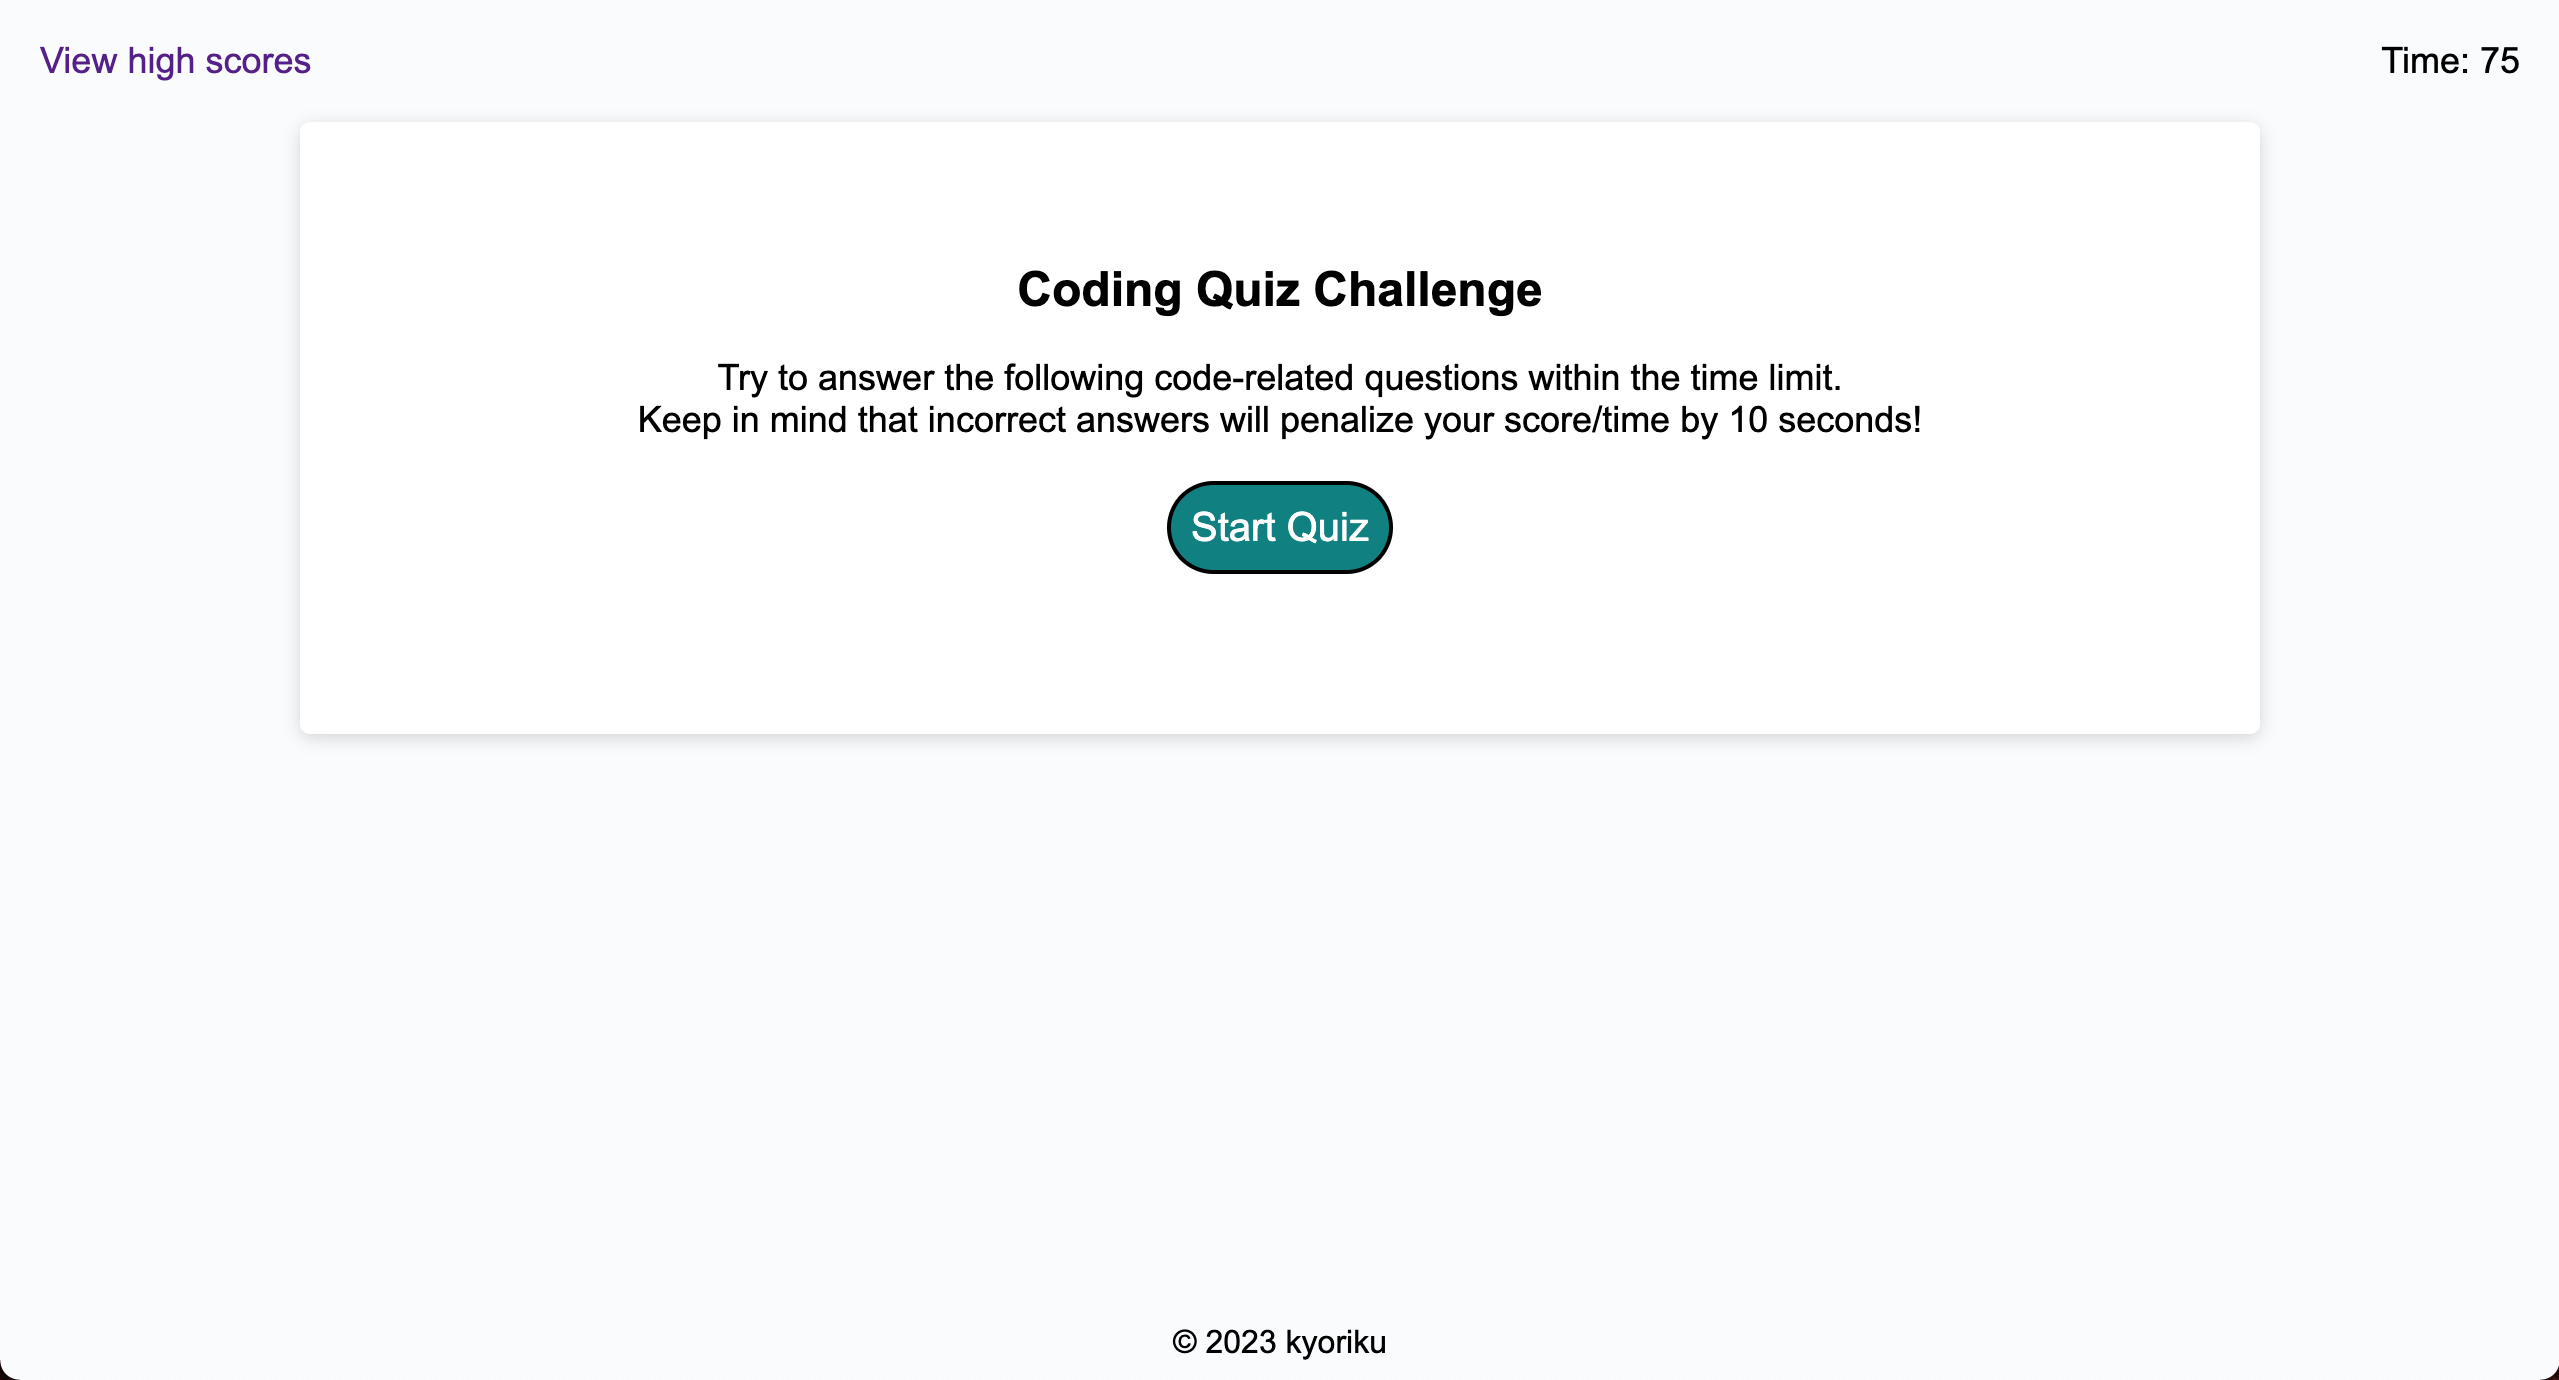 View high scores
Time: 75
Coding Quiz Challenge
Try to answer the following code-related questions within the time limit.
Keep in mind that incorrect answers will penalize your score/time by 10 seconds!
Start Quiz
© 2023 kyoriku